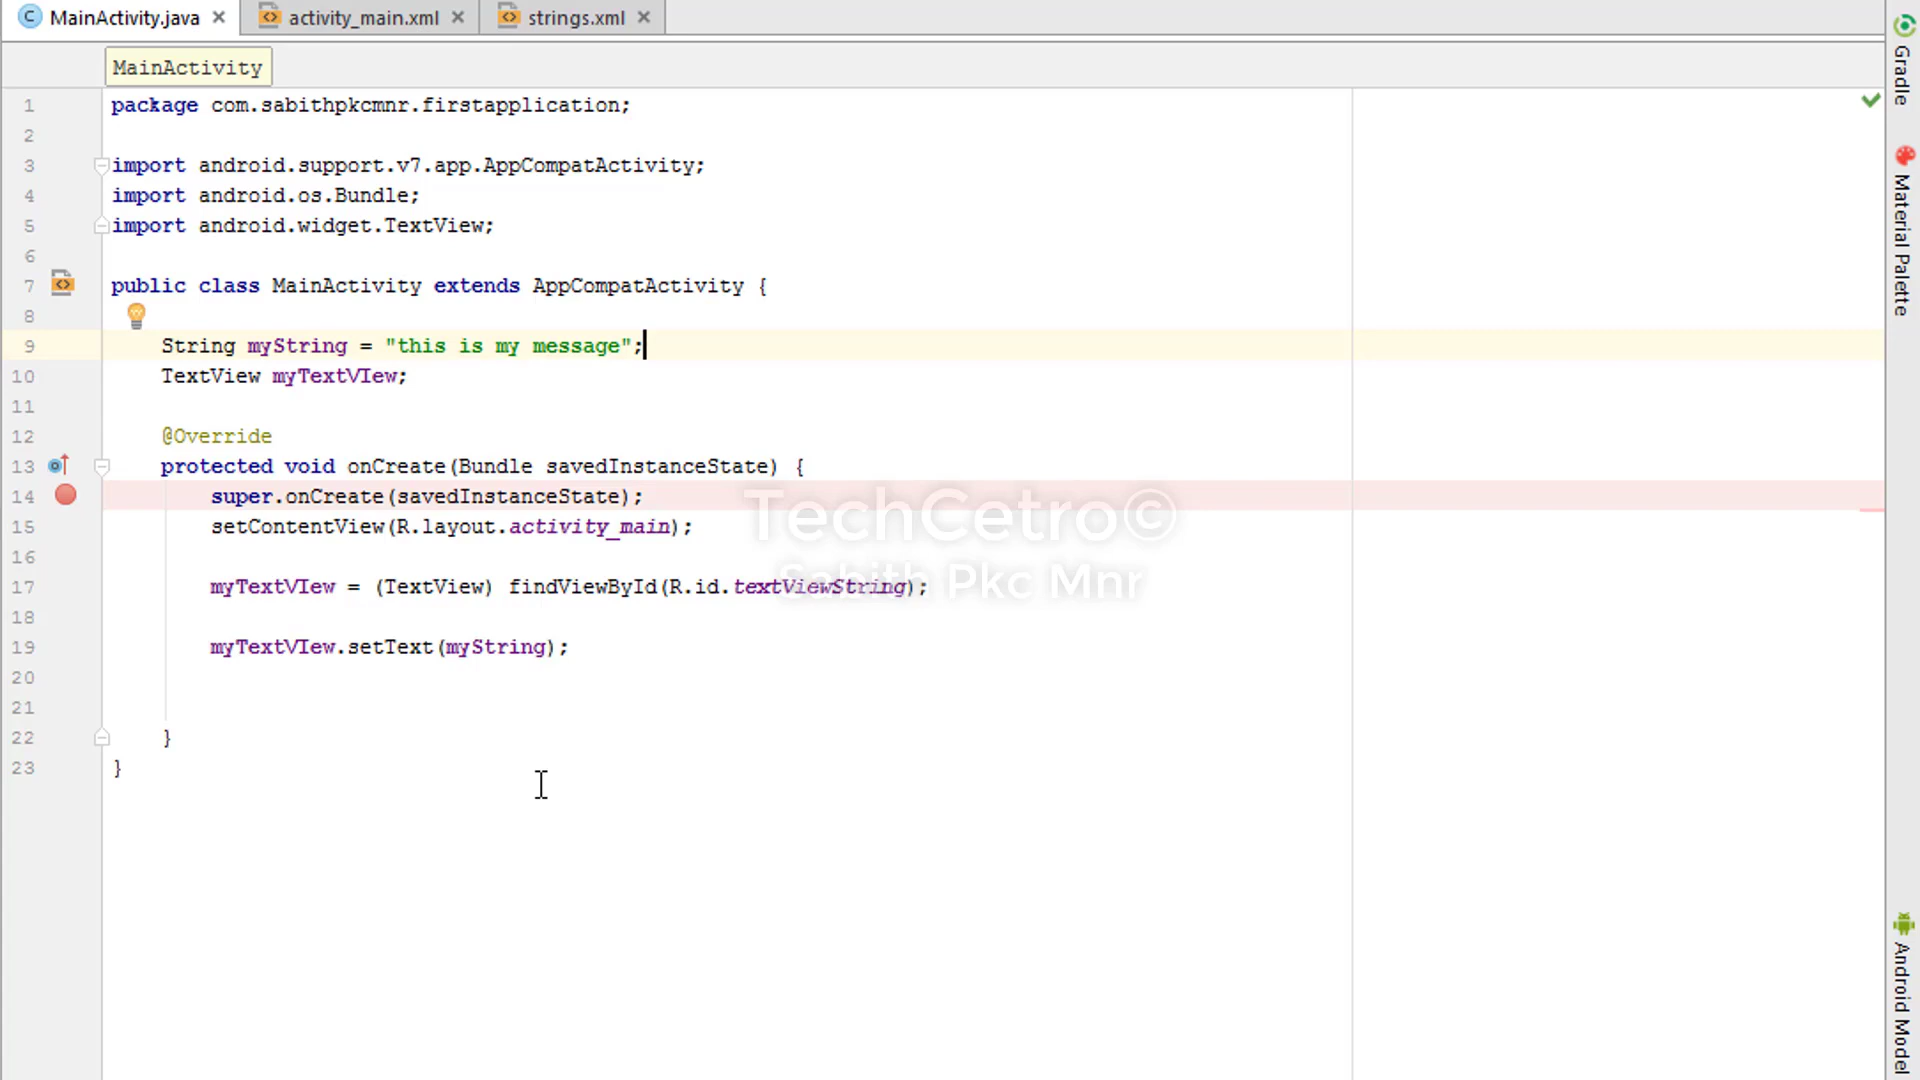 MainActivity.java
activity_main.xml
strings.xml
MainActivity
1 package com.sabithpkcmnr.firstapplication;
2
3 import android.support.v7.app.AppCompatActivity;
4 import android.os.Bundle;
5 import android.widget.TextView;
6
7 public class MainActivity extends AppCompatActivity {
8
9 String myString = "this is my message";
10 TextView myTextVIew;
11
12 @Override
13 protected void onCreate(Bundle savedInstanceState) {
14 super.onCreate(savedInstanceState);
15 setContentView(R.layout.activity_main);
16
17 myTextVIew = (TextView) findViewById(R.id.textViewString);
18
19 myTextVIew.setText(myString);
20
21
22 }
23 }
TechCetro©
Sabith Pkc Mnr
Gradle
Material Palette
Android Model